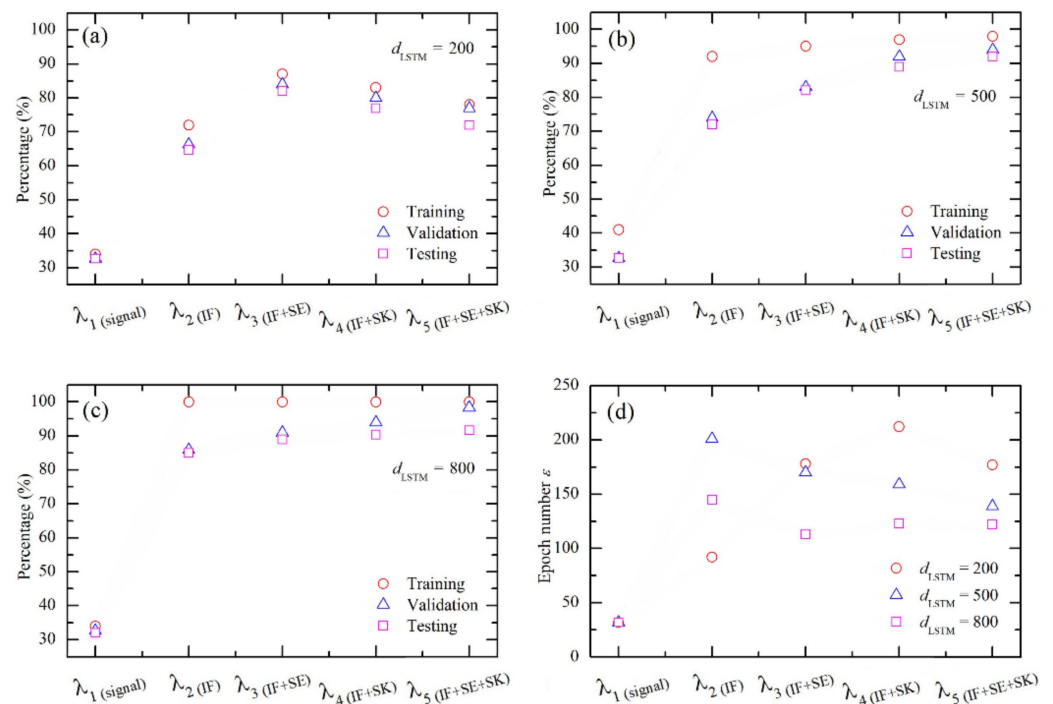 (a)
d_LSTM = 200
Percentage (%)
100
90
80
70
60
50
40
30
Training
Validation
Testing
λ1 (signal) λ2 (IF) λ3 (IF+SE) λ4 (IF+SK) λ5 (IF+SE+SK)
(b)
d_LSTM = 500
Percentage (%)
100
90
80
70
60
50
40
30
Training
Validation
Testing
λ1 (signal) λ2 (IF) λ3 (IF+SE) λ4 (IF+SK) λ5 (IF+SE+SK)
(c)
d_LSTM = 800
Percentage (%)
100
90
80
70
60
50
40
30
Training
Validation
Testing
λ1 (signal) λ2 (IF) λ3 (IF+SE) λ4 (IF+SK) λ5 (IF+SE+SK)
(d)
Epoch number ε
250
200
150
100
50
0
d_LSTM = 200
d_LSTM = 500
d_LSTM = 800
λ1 (signal) λ2 (IF) λ3 (IF+SE) λ4 (IF+SK) λ5 (IF+SE+SK)